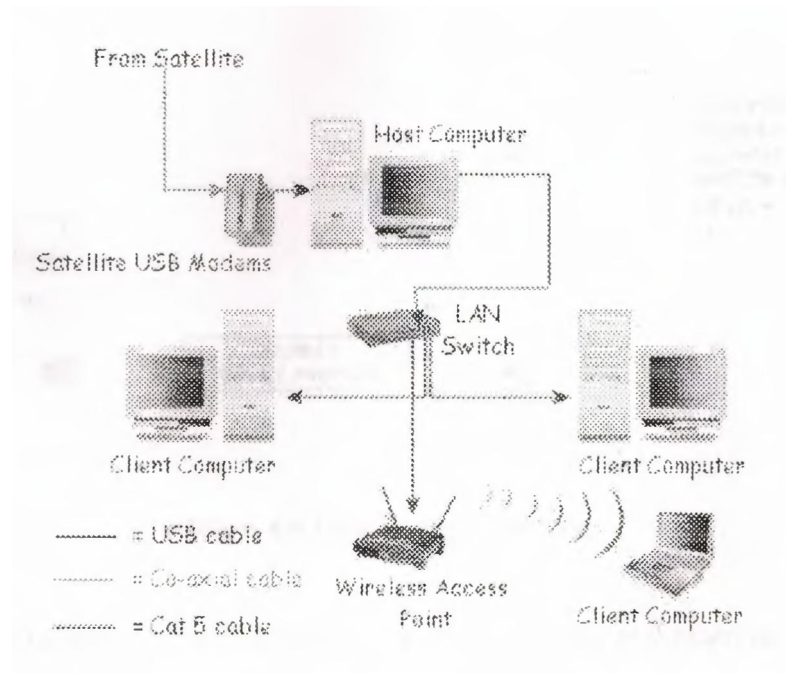 From Satellite
Host Computer
Satellite USB Modems
LAN
Switch
Client Computer
Client Computer
= USB cable
= Co-axial cable
= Cat 5 cable
Wireless Access
Point
Client Computer